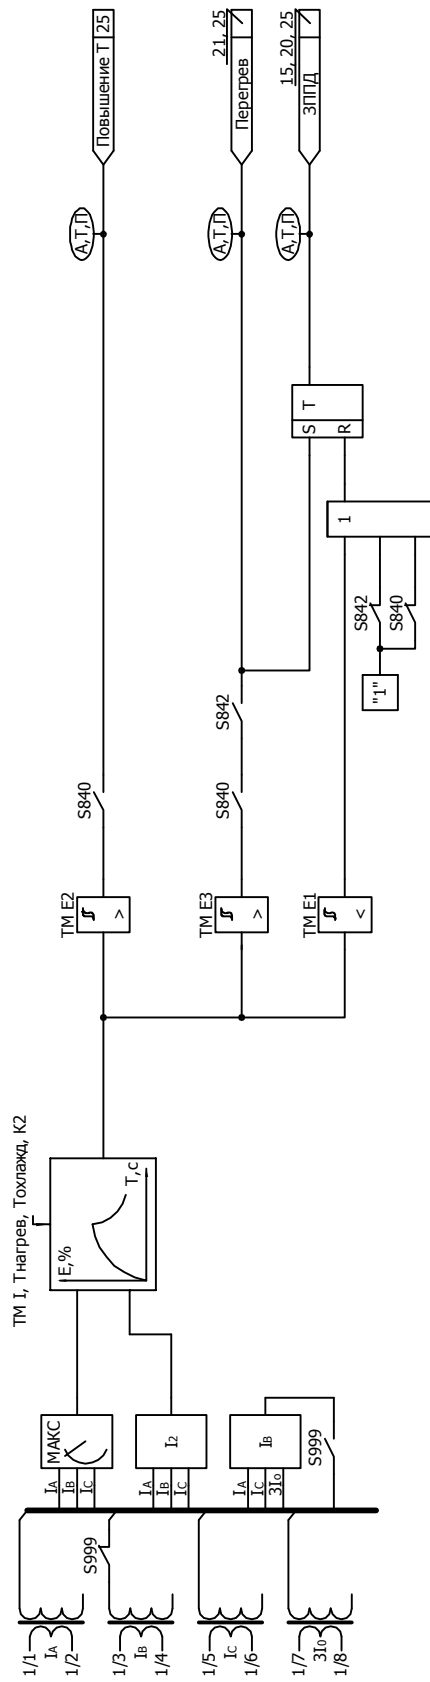 1/1
IA
1/2
1/3
IB
1/4
1/5
IC
1/6
1/7
3I0
1/8
S999
МАКС
IA
IB
IC
I2
IA
IB
IC
IB
IA
IC
3I0
S999
ТМ I, Тнагрев, Тохлажд, К2
E,%
Т,с
ТМ E2
>
S840
А,Т,П
Повышение Т 25
ТМ E3
>
S840
S842
А,Т,П
Перегрев
21, 25
ТМ E1
<
"1"
S842
S840
1
S T
R
А,Т,П
ЗППД
15, 20, 25